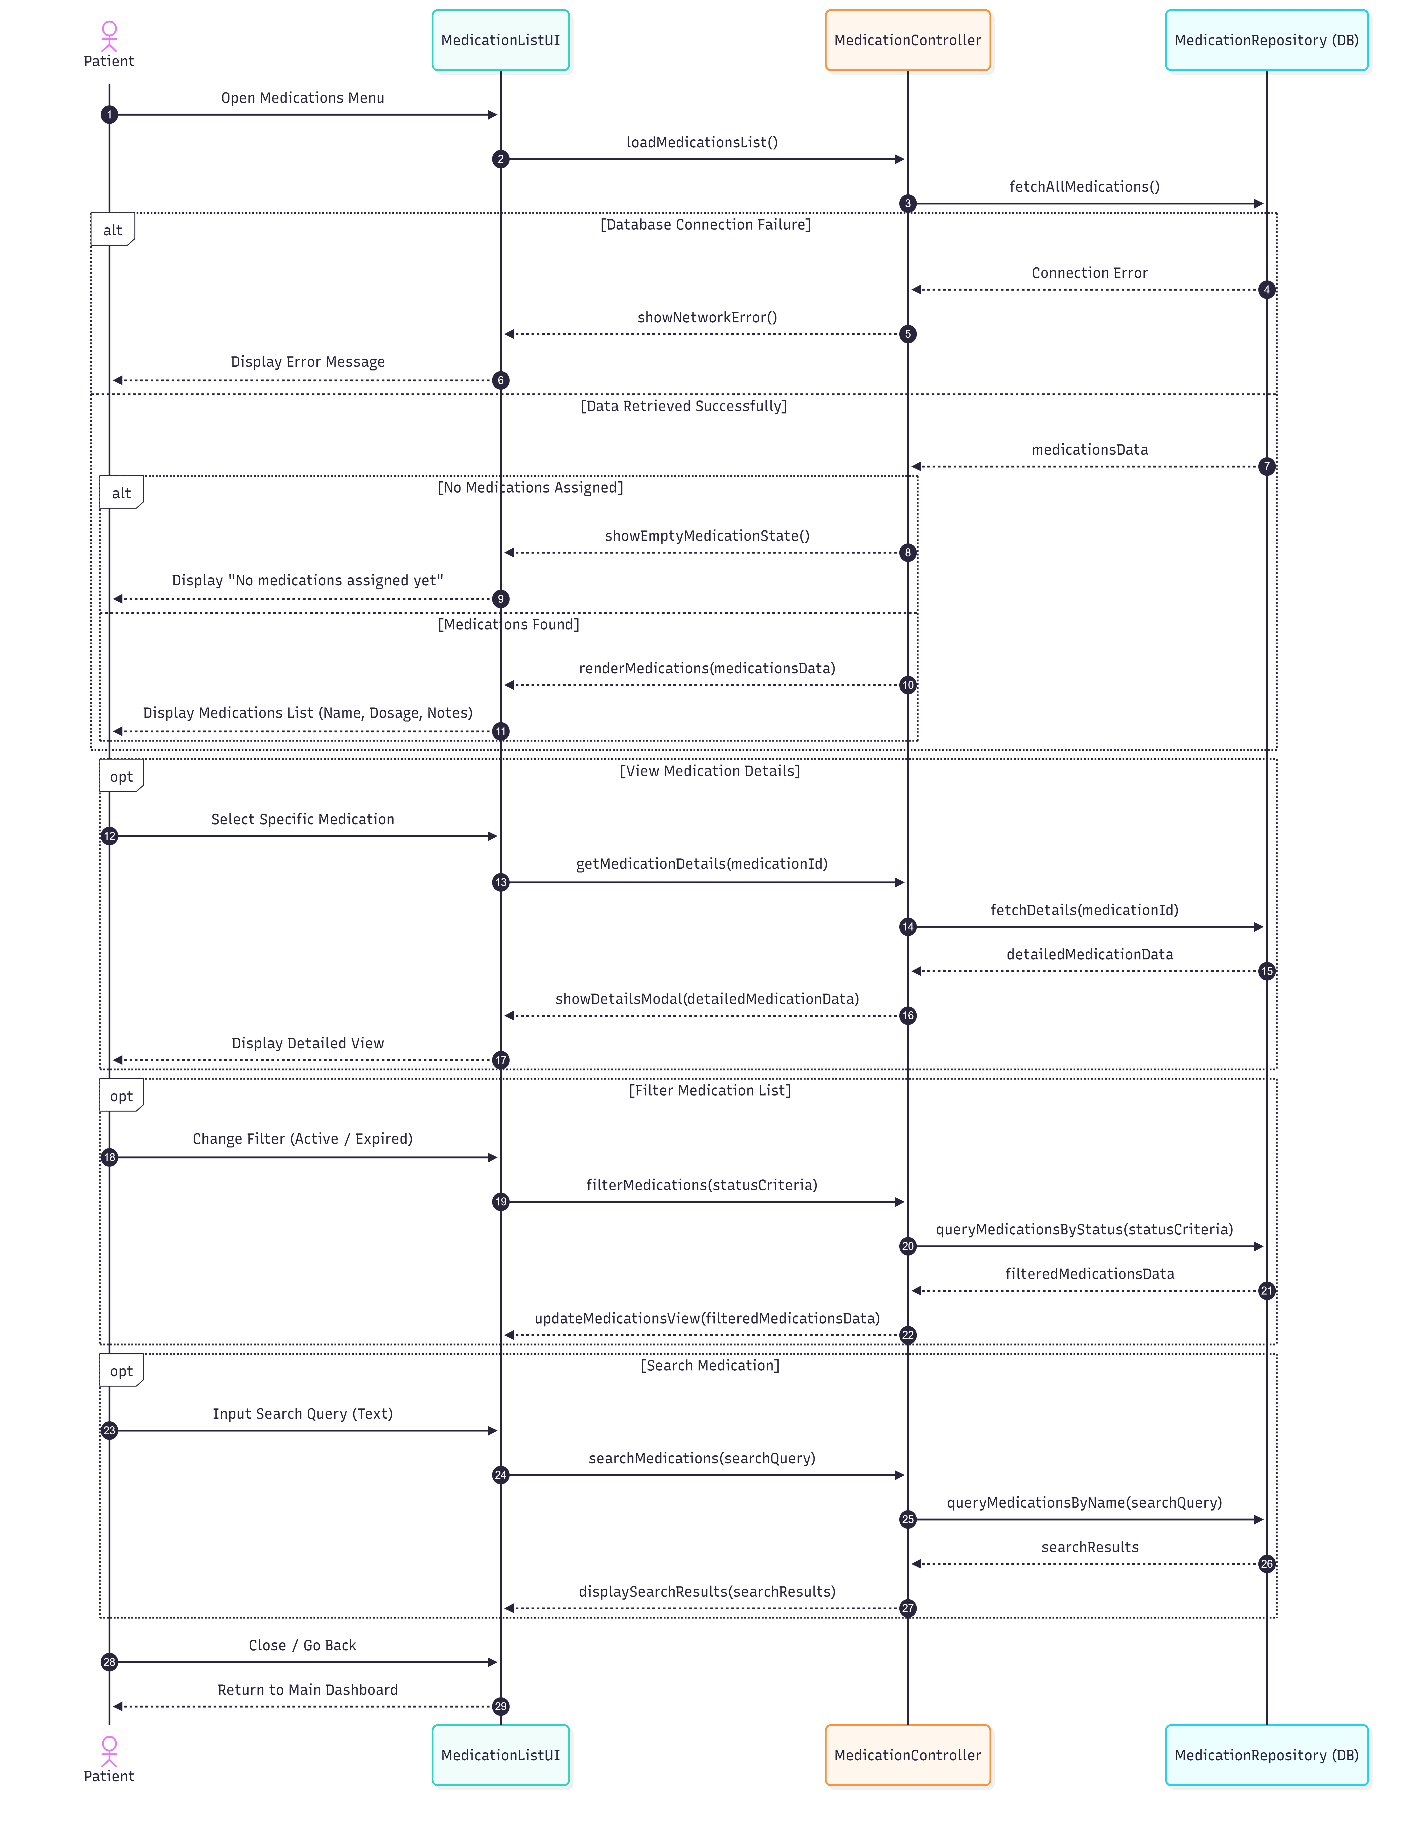 Patient
MedicationListUI
MedicationController
MedicationRepository (DB)
Open Medications Menu
1
loadMedicationsList()
2
fetchAllMedications()
3
alt
[Database Connection Failure]
Connection Error
4
showNetworkError()
5
Display Error Message
6
[Data Retrieved Successfully]
medicationsData
7
alt
[No Medications Assigned]
showEmptyMedicationState()
8
Display "No medications assigned yet"
9
[Medications Found]
renderMedications(medicationsData)
10
Display Medications List (Name, Dosage, Notes)
11
opt
[View Medication Details]
Select Specific Medication
12
getMedicationDetails(medicationId)
13
fetchDetails(medicationId)
14
detailedMedicationData
15
showDetailsModal(detailedMedicationData)
16
Display Detailed View
17
opt
[Filter Medication List]
Change Filter (Active / Expired)
18
filterMedications(statusCriteria)
19
queryMedicationsByStatus(statusCriteria)
20
filteredMedicationsData
21
updateMedicationsView(filteredMedicationsData)
22
opt
[Search Medication]
Input Search Query (Text)
23
searchMedications(searchQuery)
24
queryMedicationsByName(searchQuery)
25
searchResults
26
displaySearchResults(searchResults)
27
Close / Go Back
28
Return to Main Dashboard
29
Patient
MedicationListUI
MedicationController
MedicationRepository (DB)